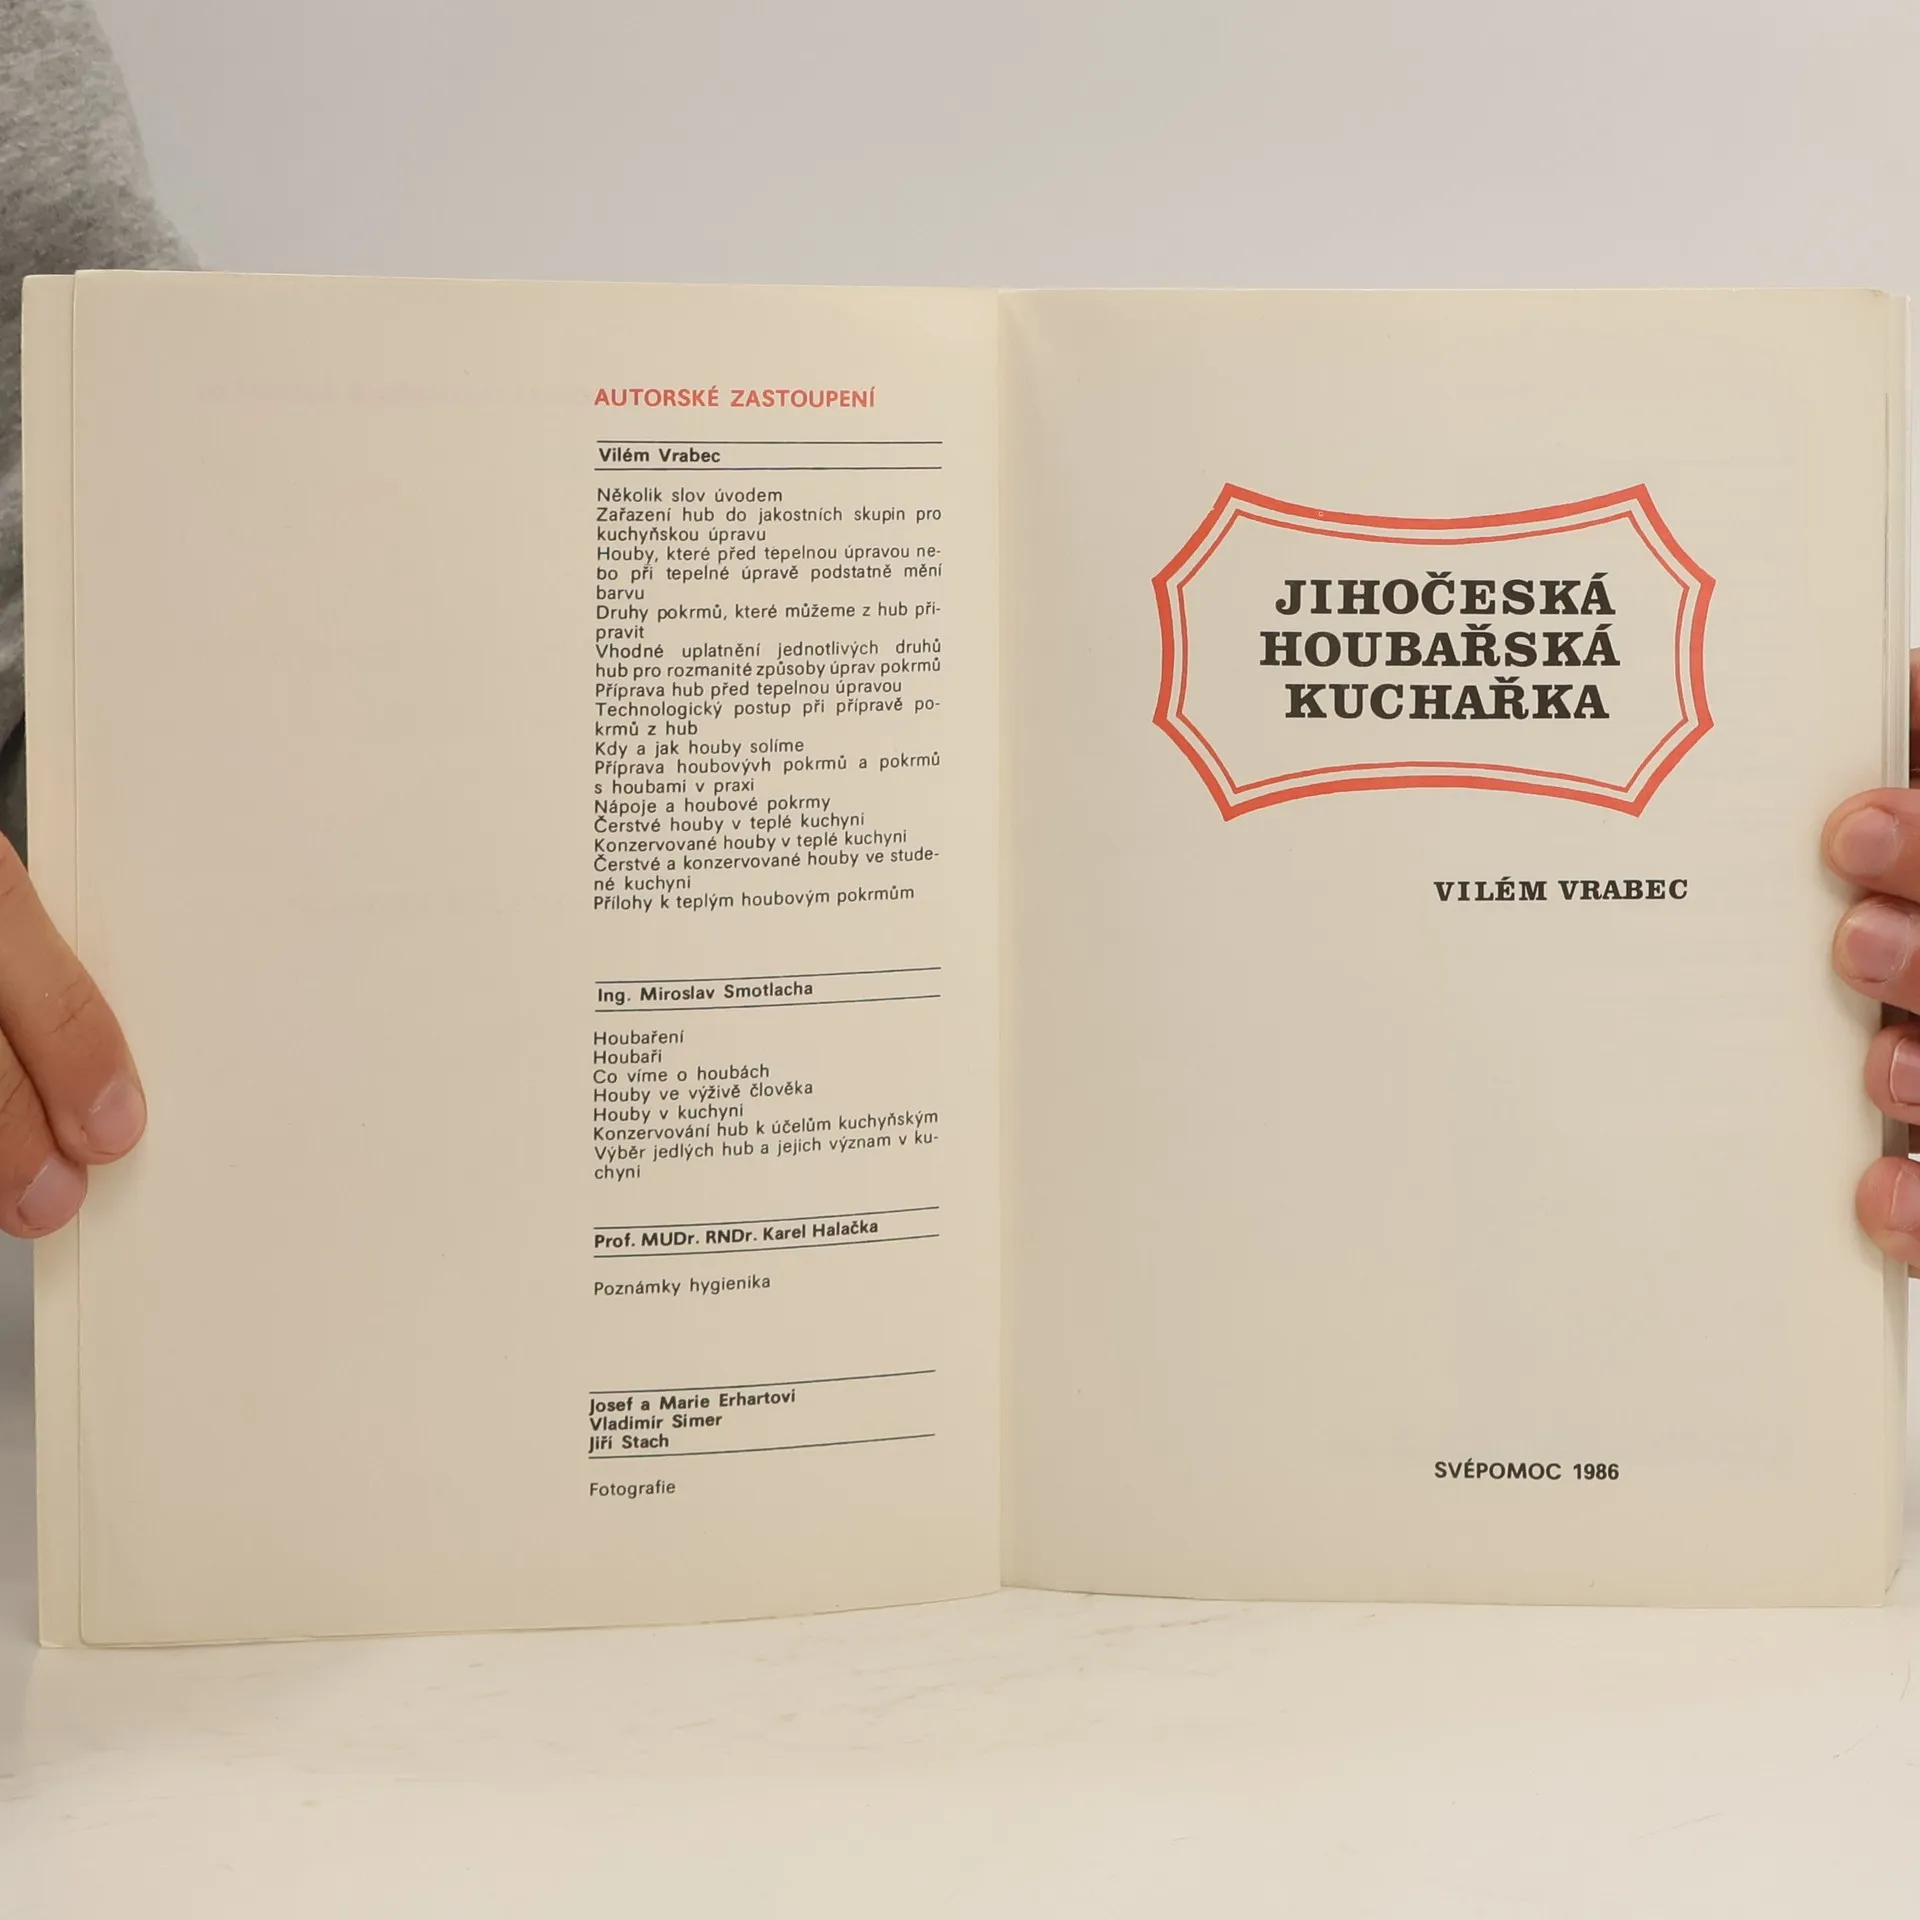 AUTORSKÉ ZASTOUPENÍ
Vilém Vrabec
Několik slov úvodem
Zařazení hub do jakostních skupin pro
kuchyňskou úpravu
Houby, které před tepelnou úpravou ne-
bo při tepelné úpravě podstatně mění
barvu
Druhy pokrmů, které můžeme z hub při-
pravit
Vhodné uplatnění jednotlivých druhů
hub pro rozmanité způsoby úprav pokrmů
Příprava hub před tepelnou úpravou
Technologický postup při přípravě po-
krmů z hub
Kdy a jak houby solíme
Příprava houbovývh pokrmů a pokrmů
s houbami v praxi
Nápoje a houbové pokrmy
Čerstvé houby v teplé kuchyni
Konzervované houby v teplé kuchyni
Čerstvé a konzervované houby ve stude-
né kuchyni
Přílohy k teplým houbovým pokrmům
Ing. Miroslav Smotlacha
Houbaření
Houbaři
Co víme o houbách
Houby ve výživě člověka
Houby v kuchyni
Konzervování hub k účelům kuchyňským
Výběr jedlých hub a jejich význam v ku-
chyni
Prof. MUDr. RNDr. Karel Halačka
Poznámky hygienika
Josef a Marie Erhartovi
Vladimír Simer
Jiří Stach
Fotografie
JIHOČESKÁ
HOUBAŘSKÁ
KUCHAŘKA
VILÉM VRABEC
SVÉPOMOC 1986